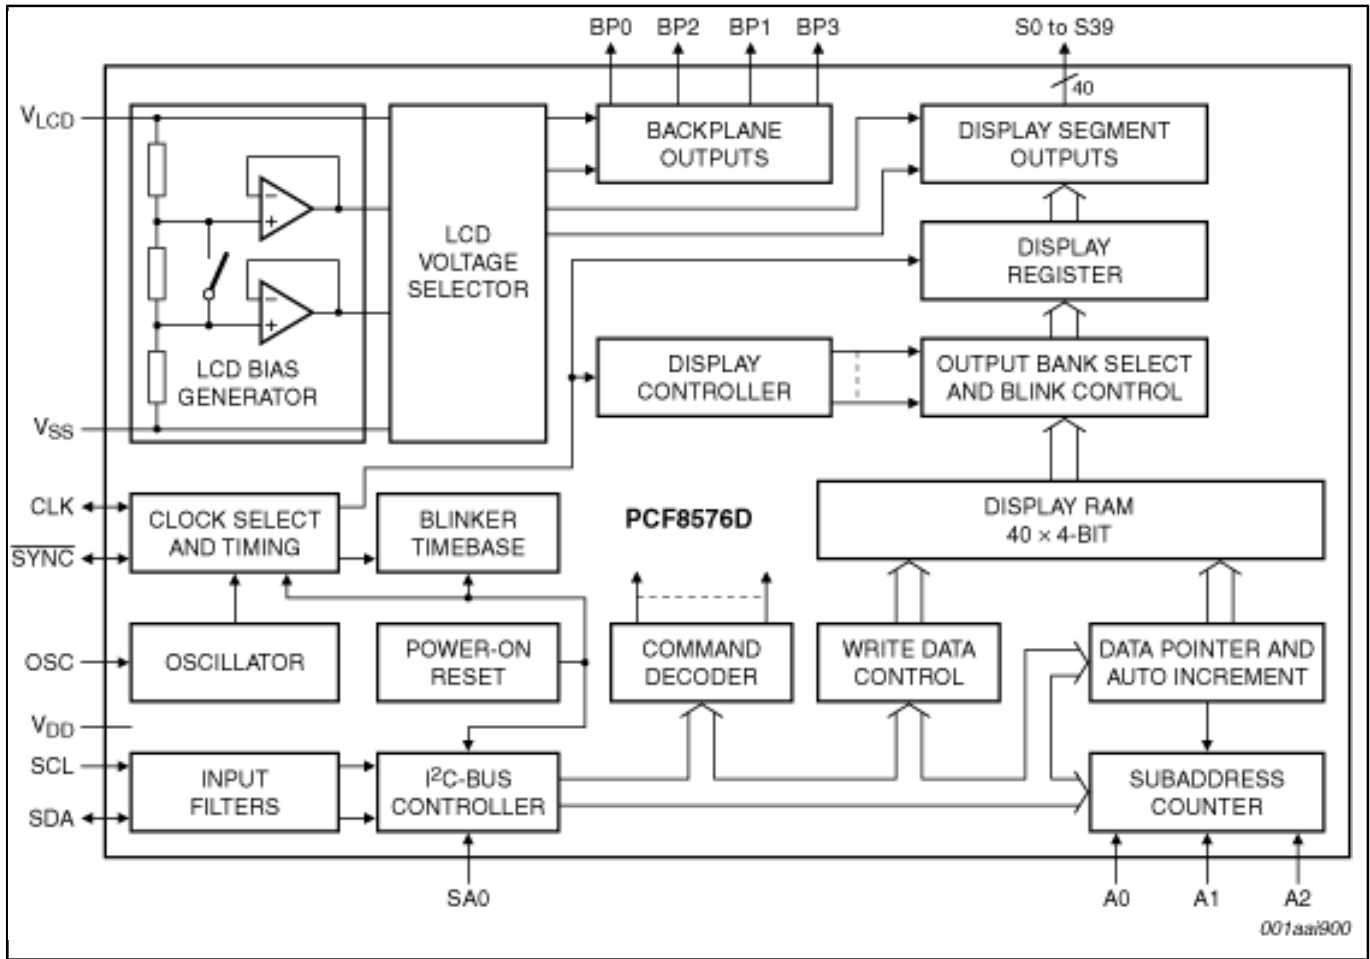 BP0 BP2 BP1 BP3 S0 to S39
40
VLCD
BACKPLANE
OUTPUTS
DISPLAY SEGMENT
OUTPUTS
−
+
LCD
VOLTAGE
SELECTOR
DISPLAY
REGISTER
−
+
LCD BIAS
GENERATOR
DISPLAY
CONTROLLER
OUTPUT BANK SELECT
AND BLINK CONTROL
VSS
CLK
SYNC
CLOCK SELECT
AND TIMING
BLINKER
TIMEBASE
PCF8576D
DISPLAY RAM
40 × 4-BIT
OSC
OSCILLATOR
POWER-ON
RESET
COMMAND
DECODER
WRITE DATA
CONTROL
DATA POINTER AND
AUTO INCREMENT
VDD
SCL
SDA
INPUT
FILTERS
I²C-BUS
CONTROLLER
SUBADDRESS
COUNTER
SA0 A0 A1 A2
001aai900